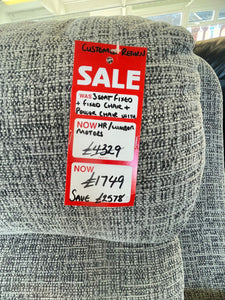 CUSTOMER RETURN
SALE
WAS 3 SEAT FIXED
+ FIXED CHAIR +
POWER CHAIR WITH
NOW HR/LUMBAR
MOTORS
£4329
NOW
£1749
SAVE £2578